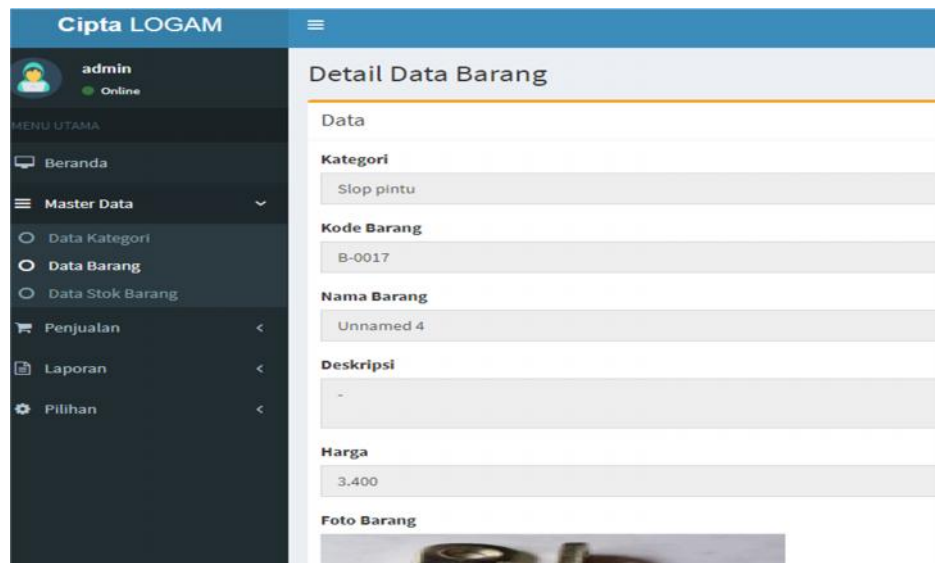 Cipta LOGAM
admin
Online
MENU UTAMA
Beranda
Master Data
Data Kategori
Data Barang
Data Stok Barang
Penjualan
Laporan
Pilihan
Detail Data Barang
Data
Kategori
Slop pintu
Kode Barang
B-0017
Nama Barang
Unnamed 4
Deskripsi
-
Harga
3.400
Foto Barang